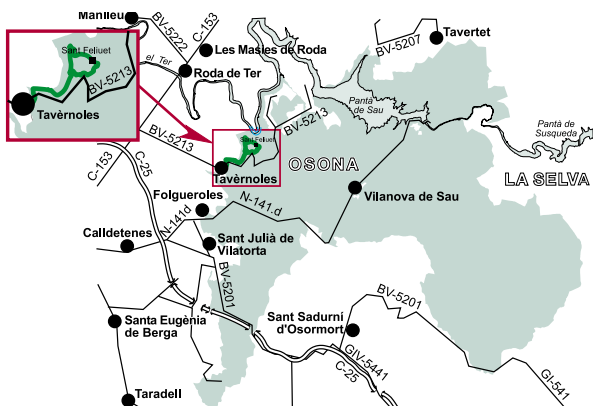 Manlleu
BV-5222
C-153
Tavertet
BV-5207
Les Masies de Roda
Sant Feliuet
el Ter
Roda de Ter
BV-5213
Pantà
de Sau
Pantà de
Susqueda
Tavèrnoles
BV-5213
BV-5213
Sant Feliuet
OSONA
C-153
C-25
Tavèrnoles
LA SELVA
Folgueroles
N-141.d
Vilanova de Sau
N-141d
Calldetenes
Sant Julià de
Vilatorta
BV-5201
BV-5201
Santa Eugènia
de Berga
Sant Sadurní
d'Osormort
GIV-5441
C-25
GI-541
Taradell